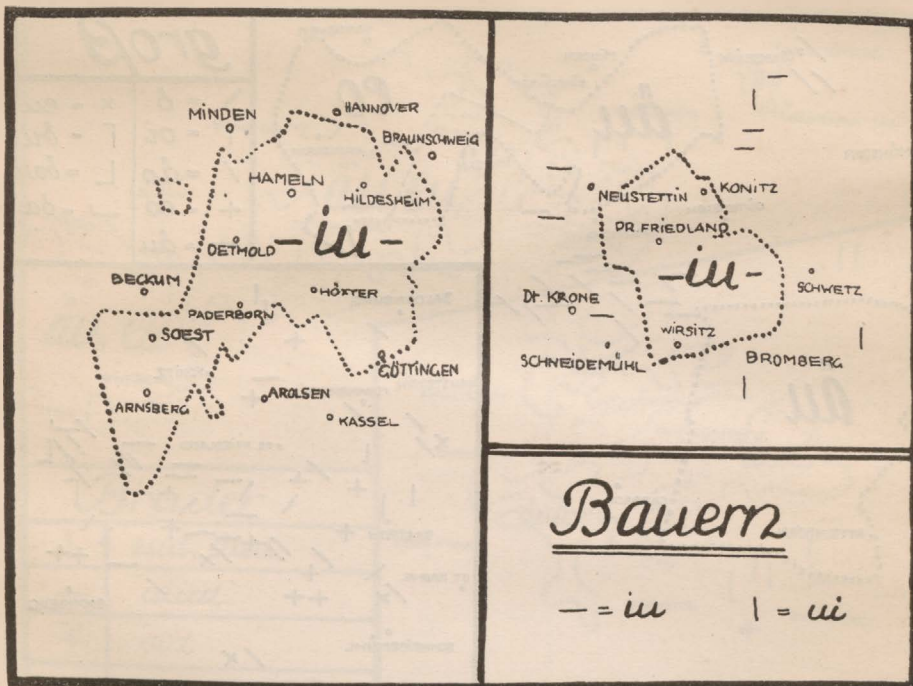 HANNOVER
MINDEN
BRAUNSCHWEIG
HAMELN
HILDESHEIM
DETMOLD
-iu-
BECKUM
HÖXTER
PADERBORN
SOEST
GÖTTINGEN
ARNSBERG
AROLSEN
KASSEL
NEUSTETTIN
KONITZ
DR. FRIEDLAND
-iu-
SCHWETZ
Dt. KRONE
WIRSITZ
SCHNEIDEMÜHL
BROMBERG
Bauern
— = iu | = ui